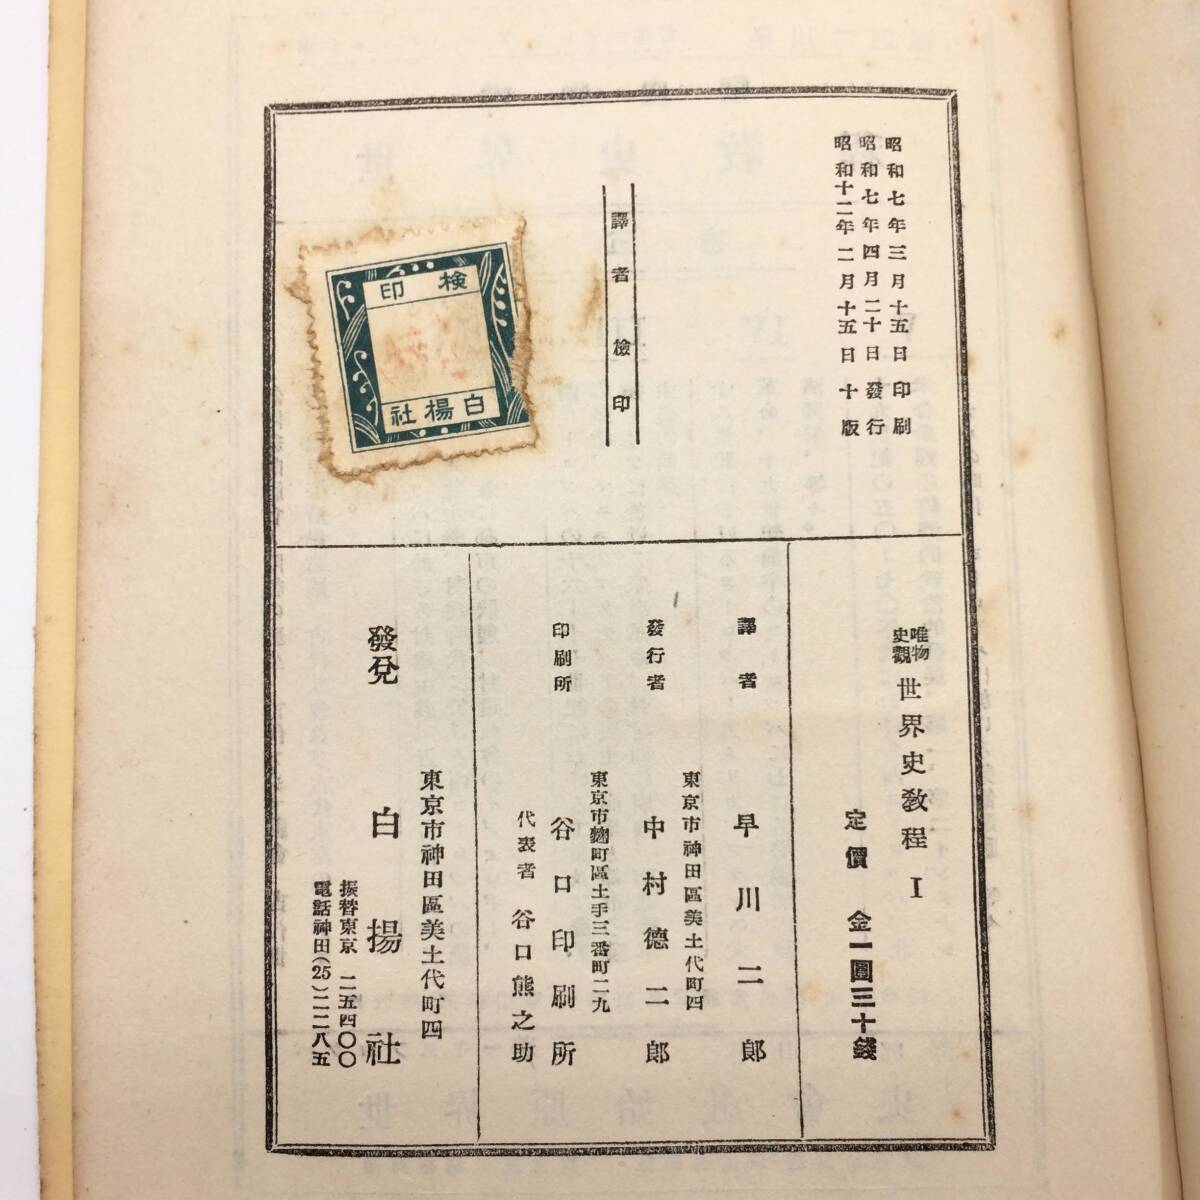 昭和七年三月十五日印刷
昭和七年四月二十日發行
昭和十二年二月十五日十版
譯者檢印
検印
白楊社
唯物史觀 世界史教程 I
定價 金一圓三十錢
譯者 早川二郎
東京市神田區美土代町四
發行者 中村德二郎
東京市麴町區土手三番町二九
印刷所 谷口印刷所
代表者 谷口熊之助
東京市神田區美土代町四
發兌 白揚社
振替東京 二五四〇〇
電話神田(25)二二八五